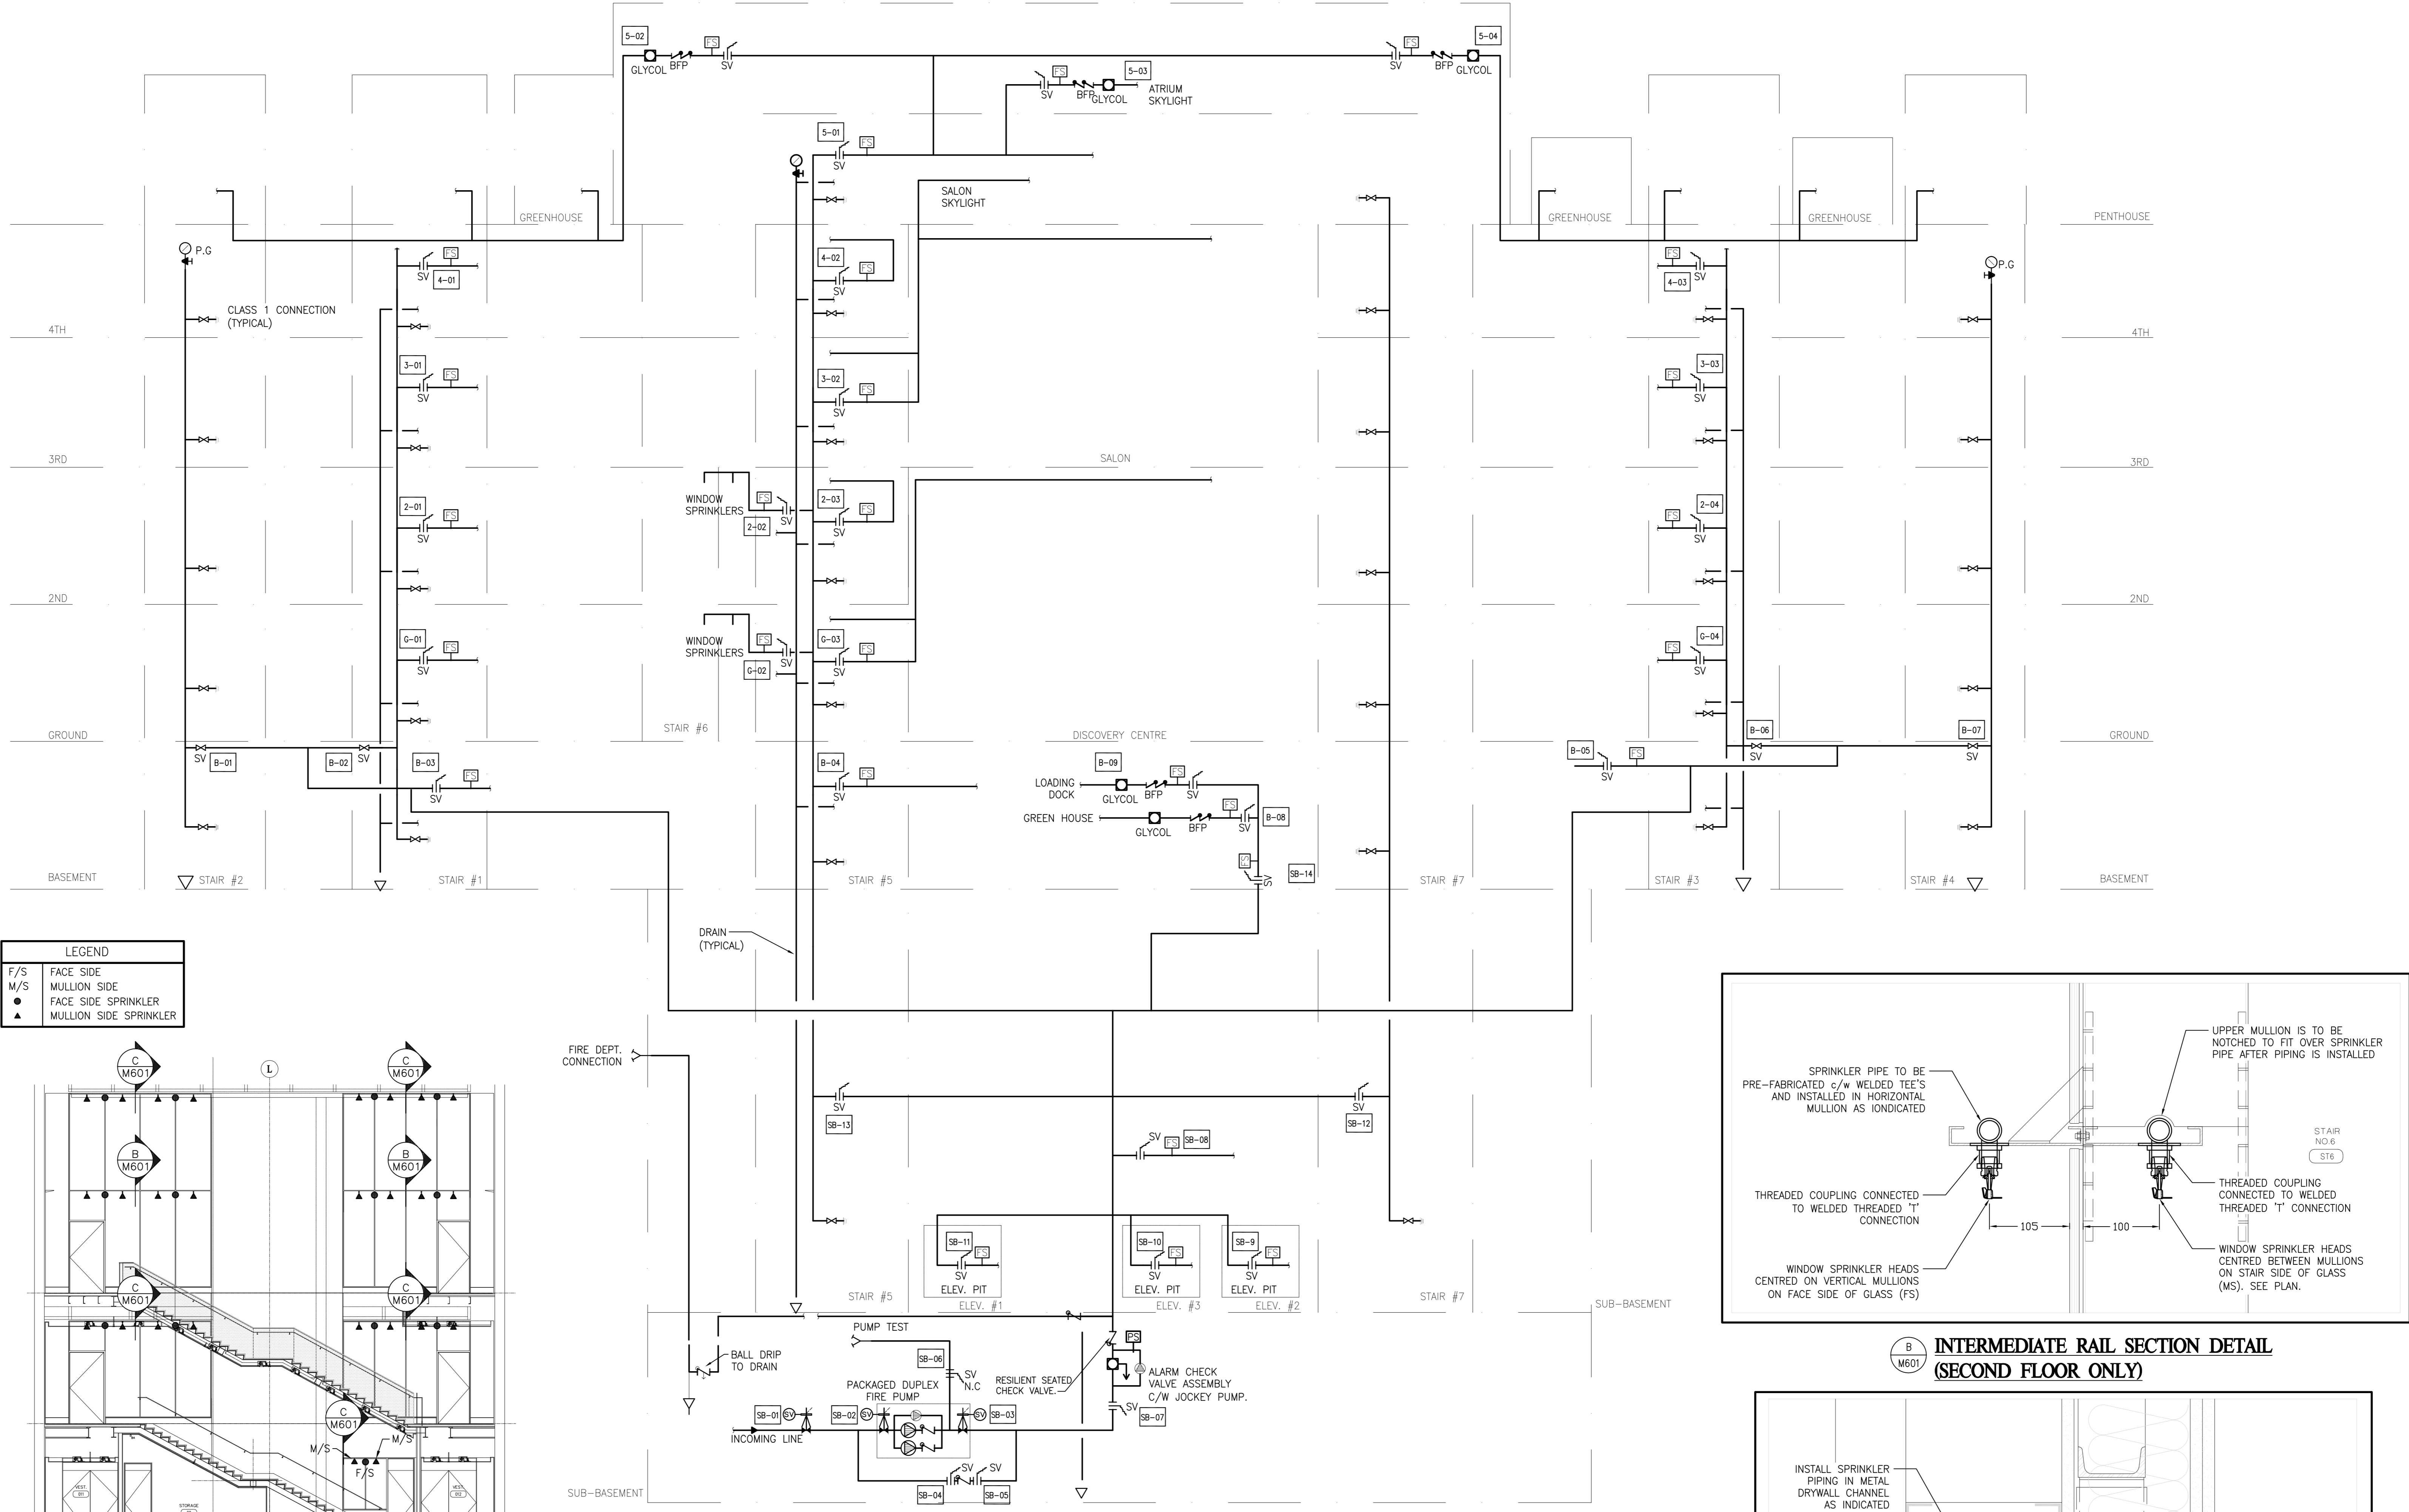 5-02
FS
GLYCOL
BFP
SV
FS
SV
BFP
GLYCOL
5-04
FS
5-03
SV
BFP
GLYCOL
ATRIUM
SKYLIGHT
5-01
FS
SV
SALON
SKYLIGHT
GREENHOUSE
GREENHOUSE
GREENHOUSE
PENTHOUSE
P.G
FS
SV
4-01
4-02
FS
SV
FS
SV
4-03
P.G
CLASS 1 CONNECTION
(TYPICAL)
4TH
4TH
3-01
FS
SV
3-02
FS
SV
3-03
FS
SV
3RD
SALON
3RD
2-01
FS
SV
WINDOW
SPRINKLERS
FS
SV
2-02
2-03
FS
SV
2-04
FS
SV
2ND
2ND
G-01
FS
SV
WINDOW
SPRINKLERS
FS
SV
G-02
G-03
FS
SV
G-04
FS
SV
STAIR #6
GROUND
DISCOVERY CENTRE
GROUND
SV
B-01
B-02
SV
B-03
FS
SV
B-04
FS
SV
B-09
LOADING
DOCK
GLYCOL
BFP
FS
SV
GREEN HOUSE
GLYCOL
BFP
FS
SV
B-08
B-05
FS
SV
B-06
SV
B-07
SV
FS
SV
SB-14
BASEMENT
STAIR #2
STAIR #1
STAIR #5
STAIR #7
STAIR #3
STAIR #4
BASEMENT
DRAIN
(TYPICAL)
LEGEND
F/S FACE SIDE
M/S MULLION SIDE
FACE SIDE SPRINKLER
MULLION SIDE SPRINKLER
FIRE DEPT.
CONNECTION
SV
SB-13
SV
SB-12
SV
FS
SB-08
SB-11
FS
SV
ELEV. PIT
ELEV. #1
SB-10
FS
SV
ELEV. PIT
ELEV. #3
SB-9
FS
SV
ELEV. PIT
ELEV. #2
STAIR #5
STAIR #7
SUB-BASEMENT
PUMP TEST
BALL DRIP
TO DRAIN
SB-06
SV
N.C
PACKAGED DUPLEX
FIRE PUMP
RESILIENT SEATED
CHECK VALVE.
PS
ALARM CHECK
VALVE ASSEMBLY
C/W JOCKEY PUMP.
SV
SB-07
SB-01
SV
SB-02
SV
SV
SB-03
INCOMING LINE
SV
SV
SB-04
SB-05
SUB-BASEMENT
C
M601
L
C
M601
B
M601
B
M601
C
M601
C
M601
C
M601
M/S
M/S
F/S
VEST.
011
STORAGE
VEST.
012
SPRINKLER PIPE TO BE
PRE-FABRICATED c/w WELDED TEE'S
AND INSTALLED IN HORIZONTAL
MULLION AS IONDICATED
UPPER MULLION IS TO BE
NOTCHED TO FIT OVER SPRINKLER
PIPE AFTER PIPING IS INSTALLED
STAIR
NO.6
ST6
THREADED COUPLING CONNECTED
TO WELDED THREADED 'T'
CONNECTION
THREADED COUPLING
CONNECTED TO WELDED
THREADED 'T' CONNECTION
105
100
WINDOW SPRINKLER HEADS
CENTRED ON VERTICAL MULLIONS
ON FACE SIDE OF GLASS (FS)
WINDOW SPRINKLER HEADS
CENTRED BETWEEN MULLIONS
ON STAIR SIDE OF GLASS
(MS). SEE PLAN.
B
M601
INTERMEDIATE RAIL SECTION DETAIL
(SECOND FLOOR ONLY)
INSTALL SPRINKLER
PIPING IN METAL
DRYWALL CHANNEL
AS INDICATED